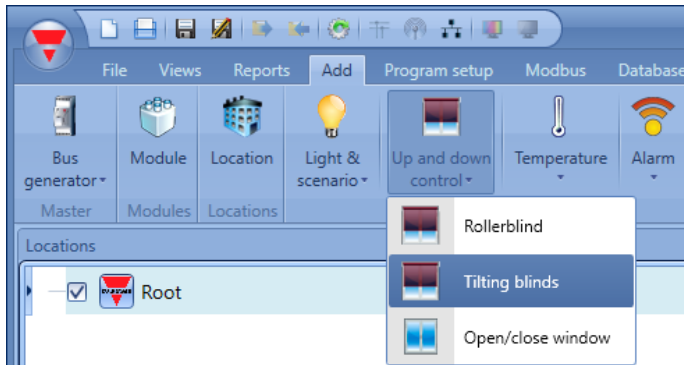 File Views Reports Add Program setup Modbus Database
Bus generator
Module
Location
Light & scenario
Up and down control
Temperature
Alarm
Master
Modules
Locations
Rollerblind
Locations
Tilting blinds
Root
Open/close window